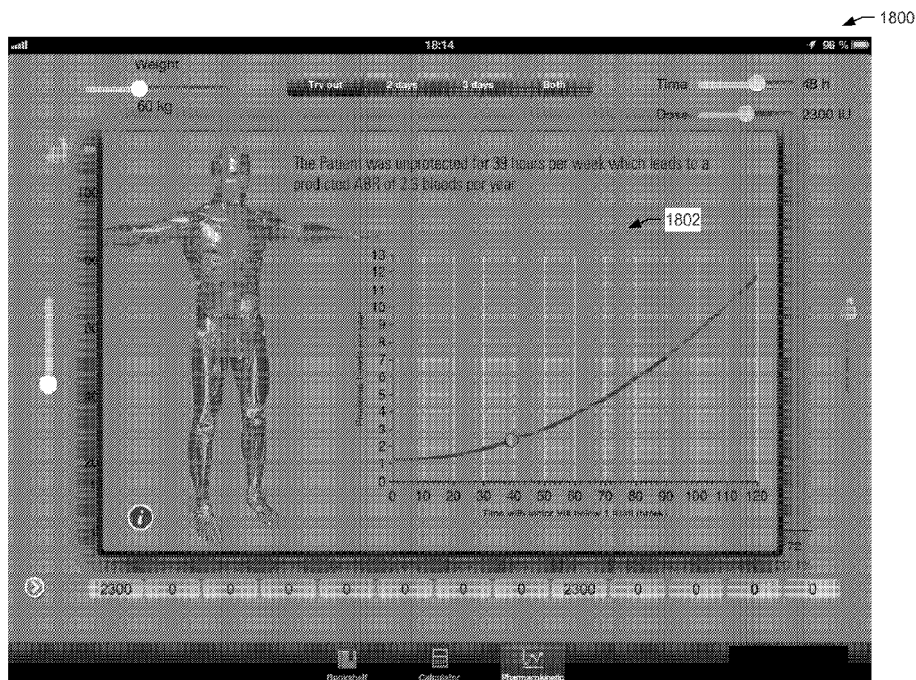 1800
18:14
96 %
Weight
60 kg
Try out 2 days 3 days Both
Time 48 h
Dose 2300 IU
The Patient was unprotected for 39 hours per week which leads to a
predicted ABR of 2.3 bleeds per year
1802
13
12
11
10
9
8
7
6
5
4
3
2
1
0
0 10 20 30 40 50 60 70 80 90 100 110 120
i
2300 0 0 0 0 0 0 0 2300 0 0 0 0
Bookshelf Calculator Pharmacokinetic